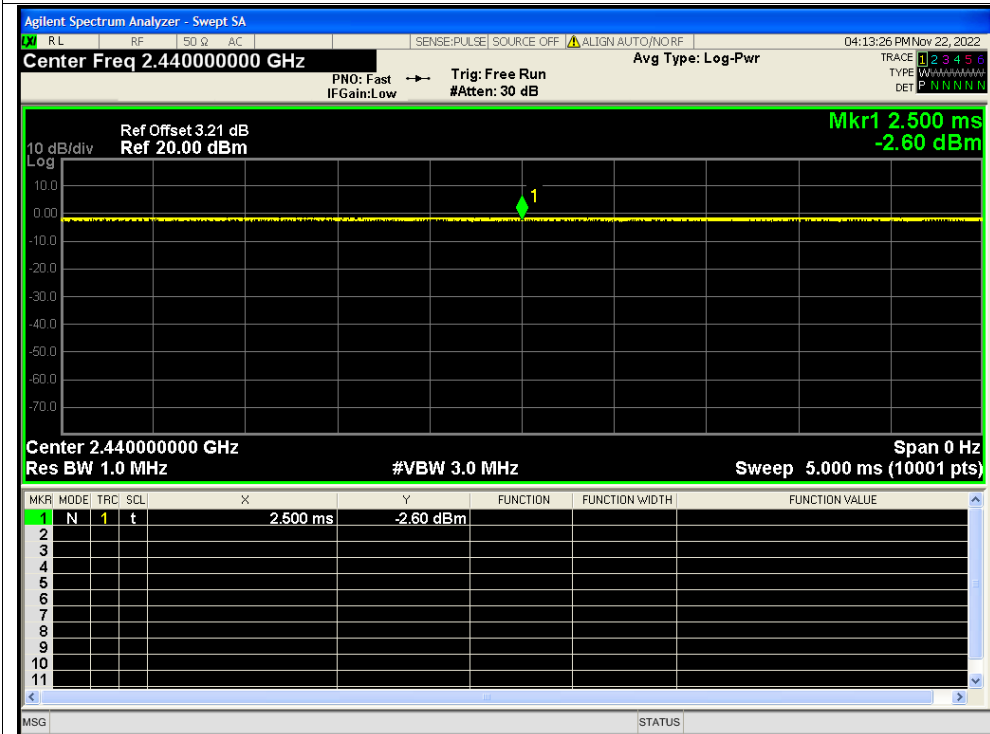 Agilent Spectrum Analyzer - Swept SA
LXI RL RF 50 Ω AC SENSE:PULSE SOURCE OFF ALIGN AUTO/NO RF 04:13:26 PM Nov 22, 2022
Center Freq 2.440000000 GHz Avg Type: Log-Pwr TRACE 1 2 3 4 5 6
PNO: Fast Trig: Free Run TYPE W
IFGain:Low #Atten: 30 dB DET P N N N N N
Mkr1 2.500 ms
Ref Offset 3.21 dB
10 dB/div Ref 20.00 dBm -2.60 dBm
Log
10.0
1
0.00
-10.0
-20.0
-30.0
-40.0
-50.0
-60.0
-70.0
Center 2.440000000 GHz Span 0 Hz
Res BW 1.0 MHz #VBW 3.0 MHz Sweep 5.000 ms (10001 pts)
MKR MODE TRC SCL X Y FUNCTION FUNCTION WIDTH FUNCTION VALUE
1 N 1 t 2.500 ms -2.60 dBm
2
3
4
5
6
7
8
9
10
11
MSG STATUS